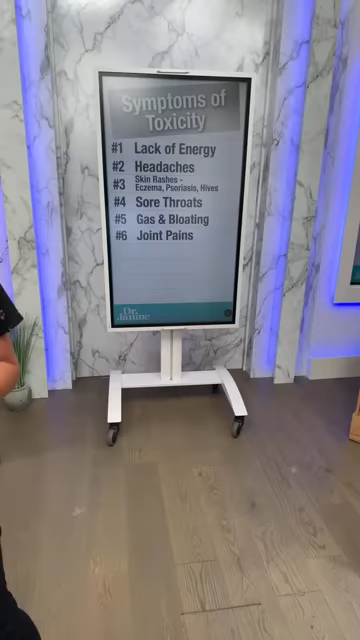 Symptoms of
Toxicity
#1 Lack of Energy
#2 Headaches
#3 Skin Rashes -
Eczema, Psoriasis, Hives
#4 Sore Throats
#5 Gas & Bloating
#6 Joint Pains
Dr.
Janine